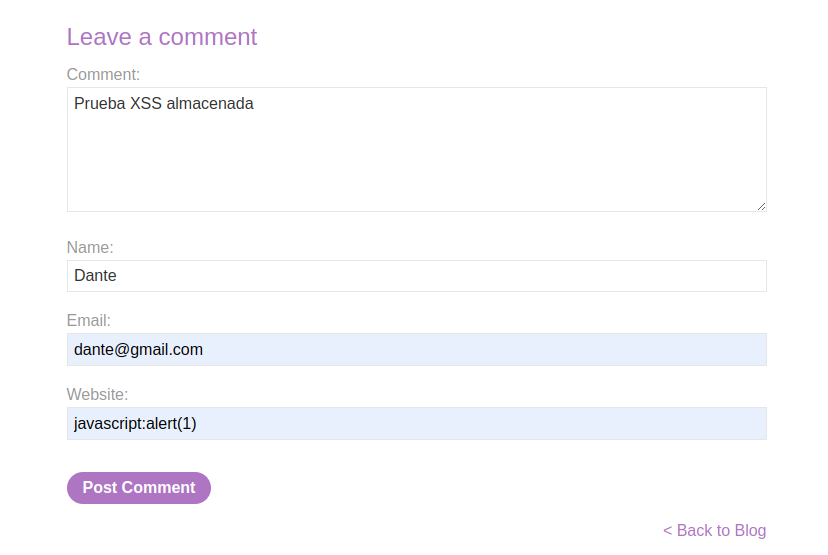 Leave a comment
Comment:
Prueba XSS almacenada
Name:
Dante
Email:
dante@gmail.com
Website:
javascript:alert(1)
Post Comment
< Back to Blog